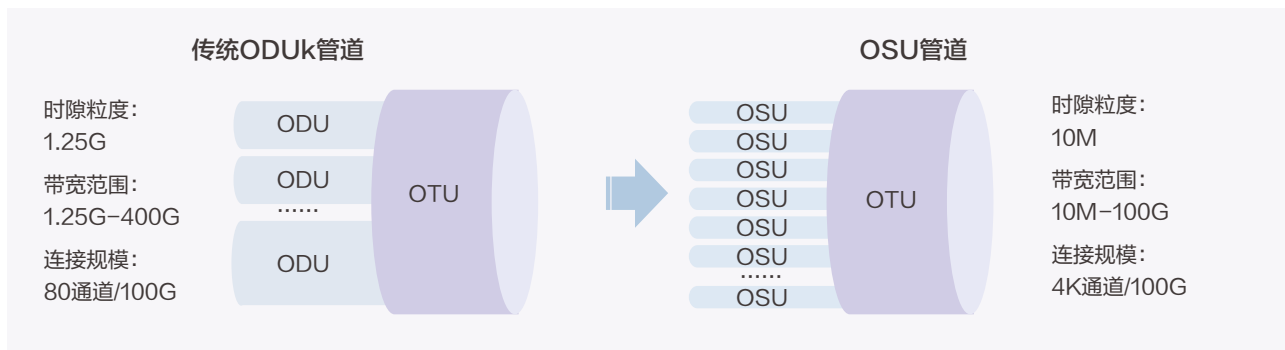 传统ODUk管道
时隙粒度：
1.25G
带宽范围：
1.25G-400G
连接规模：
80通道/100G
ODU
ODU
……
ODU
OTU
OSU管道
OSU
OSU
OSU
OSU
OSU
OSU
……
OSU
OTU
时隙粒度：
10M
带宽范围：
10M-100G
连接规模：
4K通道/100G